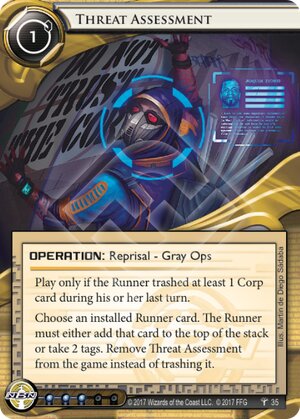 1
THREAT ASSESSMENT
DO NOT
TRUST
THE CORP
OPERATION: Reprisal - Gray Ops
Play only if the Runner trashed at least 1 Corp
card during his or her last turn.
Choose an installed Runner card. The Runner
must either add that card to the top of the stack
or take 2 tags. Remove Threat Assessment
from the game instead of trashing it.
Illus. Martin de Diego Sádaba
NBN
© 2017 Wizards of the Coast LLC. © 2017 FFG
35